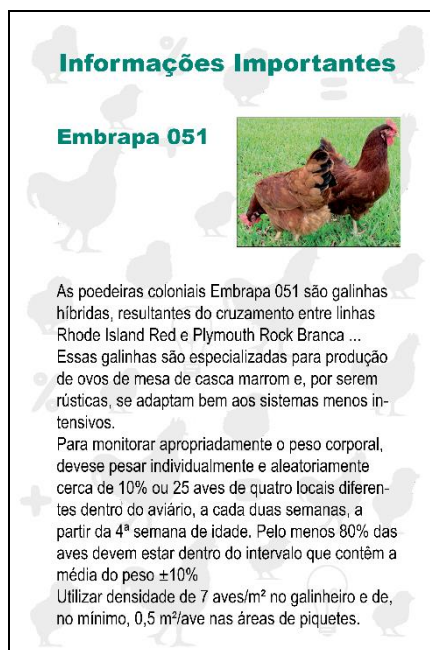 Informações Importantes
Embrapa 051
As poedeiras coloniais Embrapa 051 são galinhas
híbridas, resultantes do cruzamento entre linhas
Rhode Island Red e Plymouth Rock Branca ...
Essas galinhas são especializadas para produção
de ovos de mesa de casca marrom e, por serem
rústicas, se adaptam bem aos sistemas menos in-
tensivos.
Para monitorar apropriadamente o peso corporal,
devese pesar individualmente e aleatoriamente
cerca de 10% ou 25 aves de quatro locais diferen-
tes dentro do aviário, a cada duas semanas, a
partir da 4ª semana de idade. Pelo menos 80% das
aves devem estar dentro do intervalo que contêm a
média do peso ±10%
Utilizar densidade de 7 aves/m² no galinheiro e de,
no mínimo, 0,5 m²/ave nas áreas de piquetes.